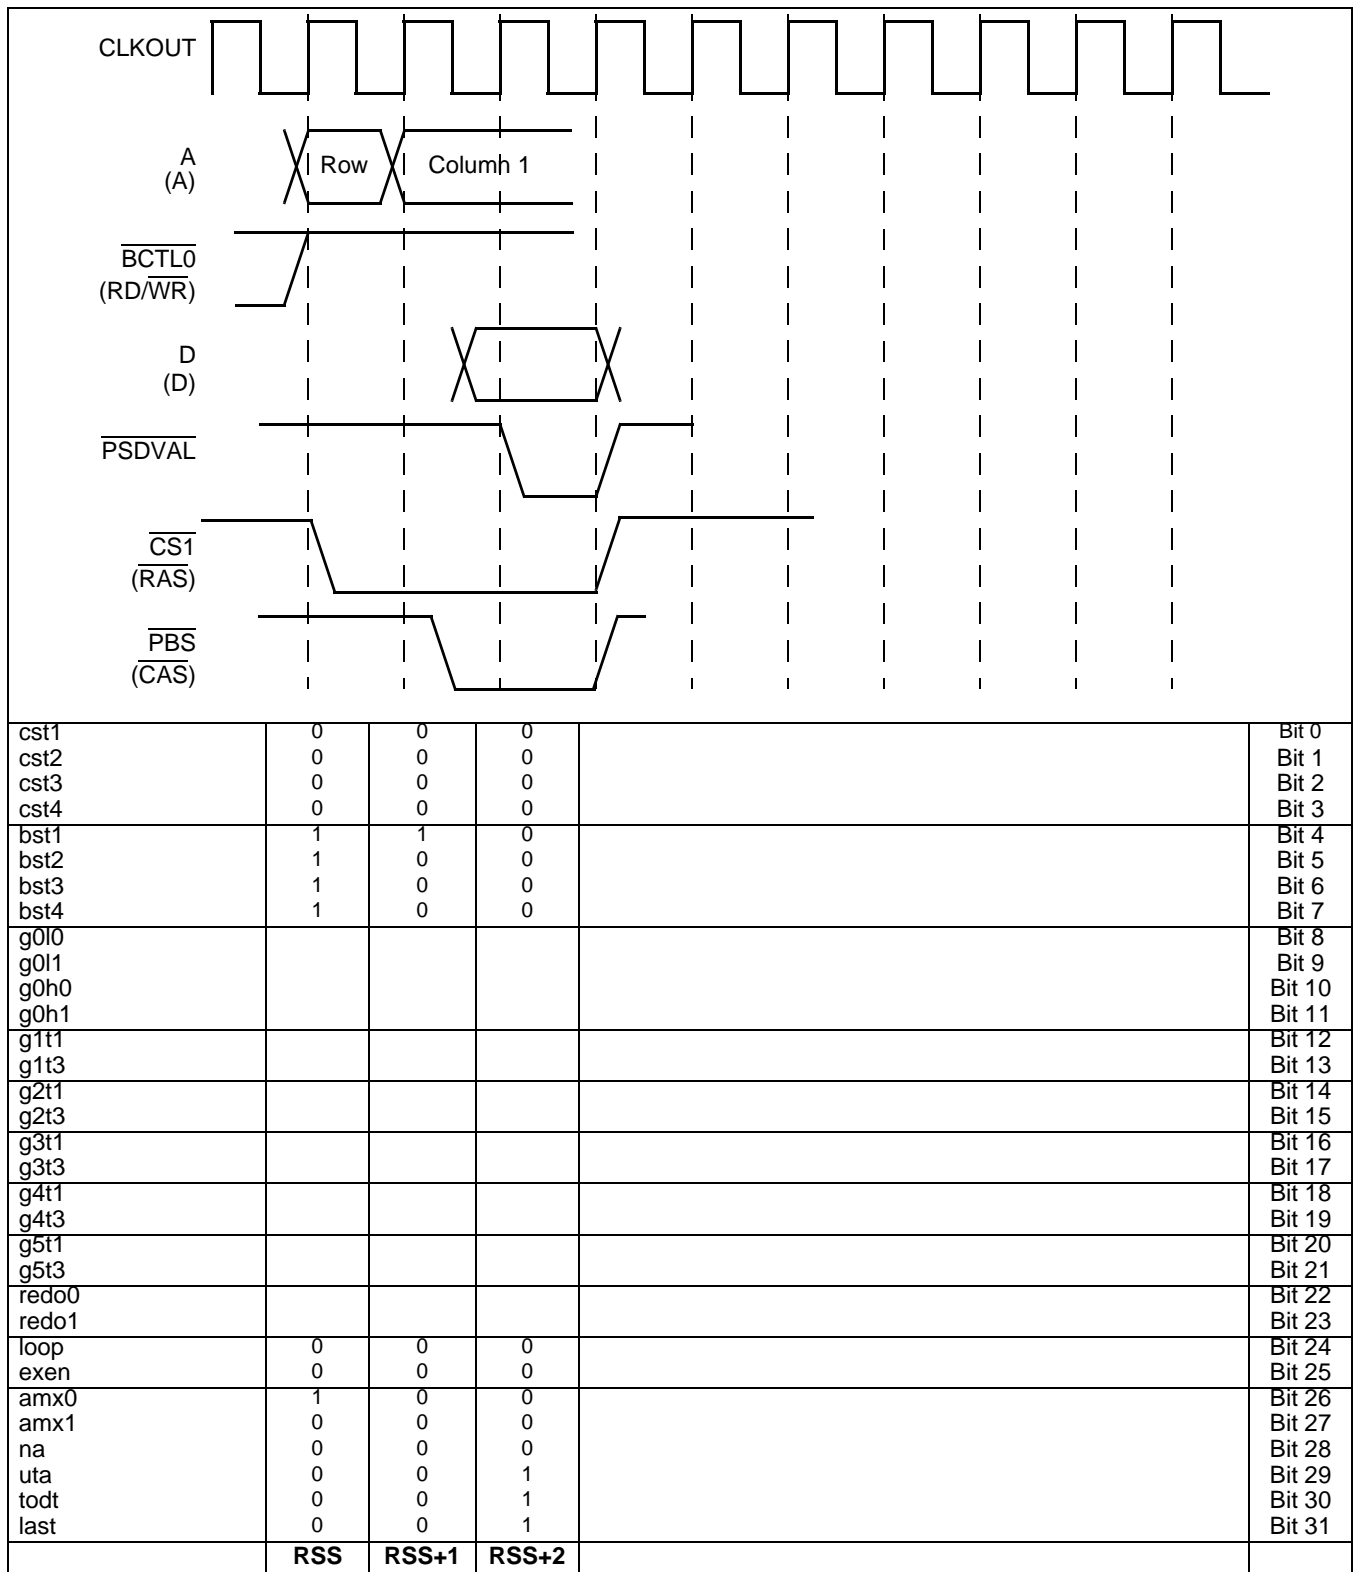 CLKOUT
A
(A)
Row
Column 1
BCTL0
(RD/WR)
D
(D)
PSDVAL
CS1
(RAS)
PBS
(CAS)
cst1 0 0 0 Bit 0
cst2 0 0 0 Bit 1
cst3 0 0 0 Bit 2
cst4 0 0 0 Bit 3
bst1 1 1 0 Bit 4
bst2 1 0 0 Bit 5
bst3 1 0 0 Bit 6
bst4 1 0 0 Bit 7
g0l0 Bit 8
g0l1 Bit 9
g0h0 Bit 10
g0h1 Bit 11
g1t1 Bit 12
g1t3 Bit 13
g2t1 Bit 14
g2t3 Bit 15
g3t1 Bit 16
g3t3 Bit 17
g4t1 Bit 18
g4t3 Bit 19
g5t1 Bit 20
g5t3 Bit 21
redo0 Bit 22
redo1 Bit 23
loop 0 0 0 Bit 24
exen 0 0 0 Bit 25
amx0 1 0 0 Bit 26
amx1 0 0 0 Bit 27
na 0 0 0 Bit 28
uta 0 0 1 Bit 29
todt 0 0 1 Bit 30
last 0 0 1 Bit 31
RSS RSS+1 RSS+2